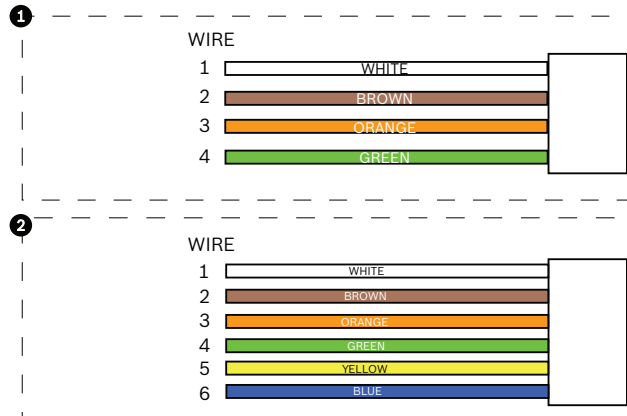 1
WIRE
1 WHITE
2 BROWN
3 ORANGE
4 GREEN
2
WIRE
1 WHITE
2 BROWN
3 ORANGE
4 GREEN
5 YELLOW
6 BLUE